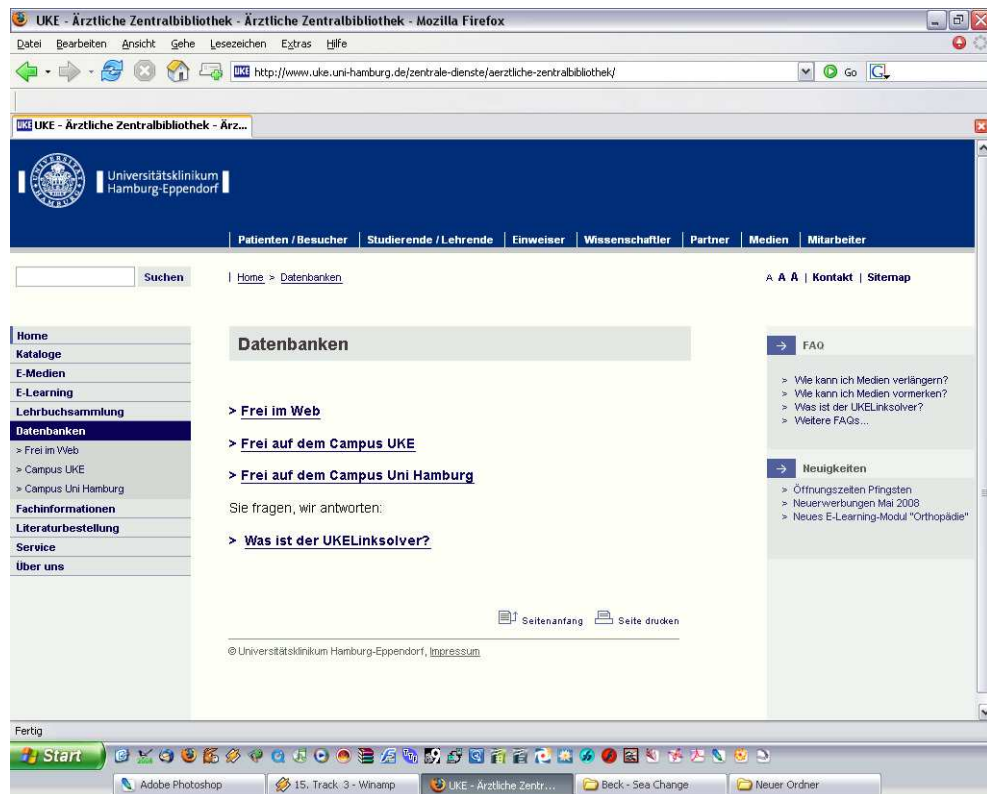 UKE - Ärztliche Zentralbibliothek - Ärztliche Zentralbibliothek - Mozilla Firefox
Datei Bearbeiten Ansicht Gehe Lesezeichen Extras Hilfe
UKE http://www.uke.uni-hamburg.de/zentrale-dienste/aerztliche-zentralbibliothek/ Go G
UKE UKE - Ärztliche Zentralbibliothek - Ärz...
Universitätsklinikum
Hamburg-Eppendorf
Patienten / Besucher | Studierende / Lehrende | Einweiser | Wissenschaftler | Partner | Medien | Mitarbeiter
Suchen | Home > Datenbanken A A A | Kontakt | Sitemap
Home
Kataloge
E-Medien
E-Learning
Lehrbuchsammlung
Datenbanken
> Frei im Web
> Campus UKE
> Campus Uni Hamburg
Fachinformationen
Literaturbestellung
Service
Über uns
Datenbanken
> Frei im Web
> Frei auf dem Campus UKE
> Frei auf dem Campus Uni Hamburg
Sie fragen, wir antworten:
> Was ist der UKELinksolver?
Seitenanfang Seite drucken
© Universitätsklinikum Hamburg-Eppendorf, Impressum
FAQ
> Wie kann ich Medien verlängern?
> Wie kann ich Medien vormerken?
> Was ist der UKELinksolver?
> Weitere FAQs...
Neuigkeiten
> Öffnungszeiten Pfingsten
> Neuerwerbungen Mai 2008
> Neues E-Learning-Modul "Orthopädie"
Fertig
Start
Adobe Photoshop 15. Track 3 - Winamp UKE - Ärztliche Zentr... Beck - Sea Change Neuer Ordner